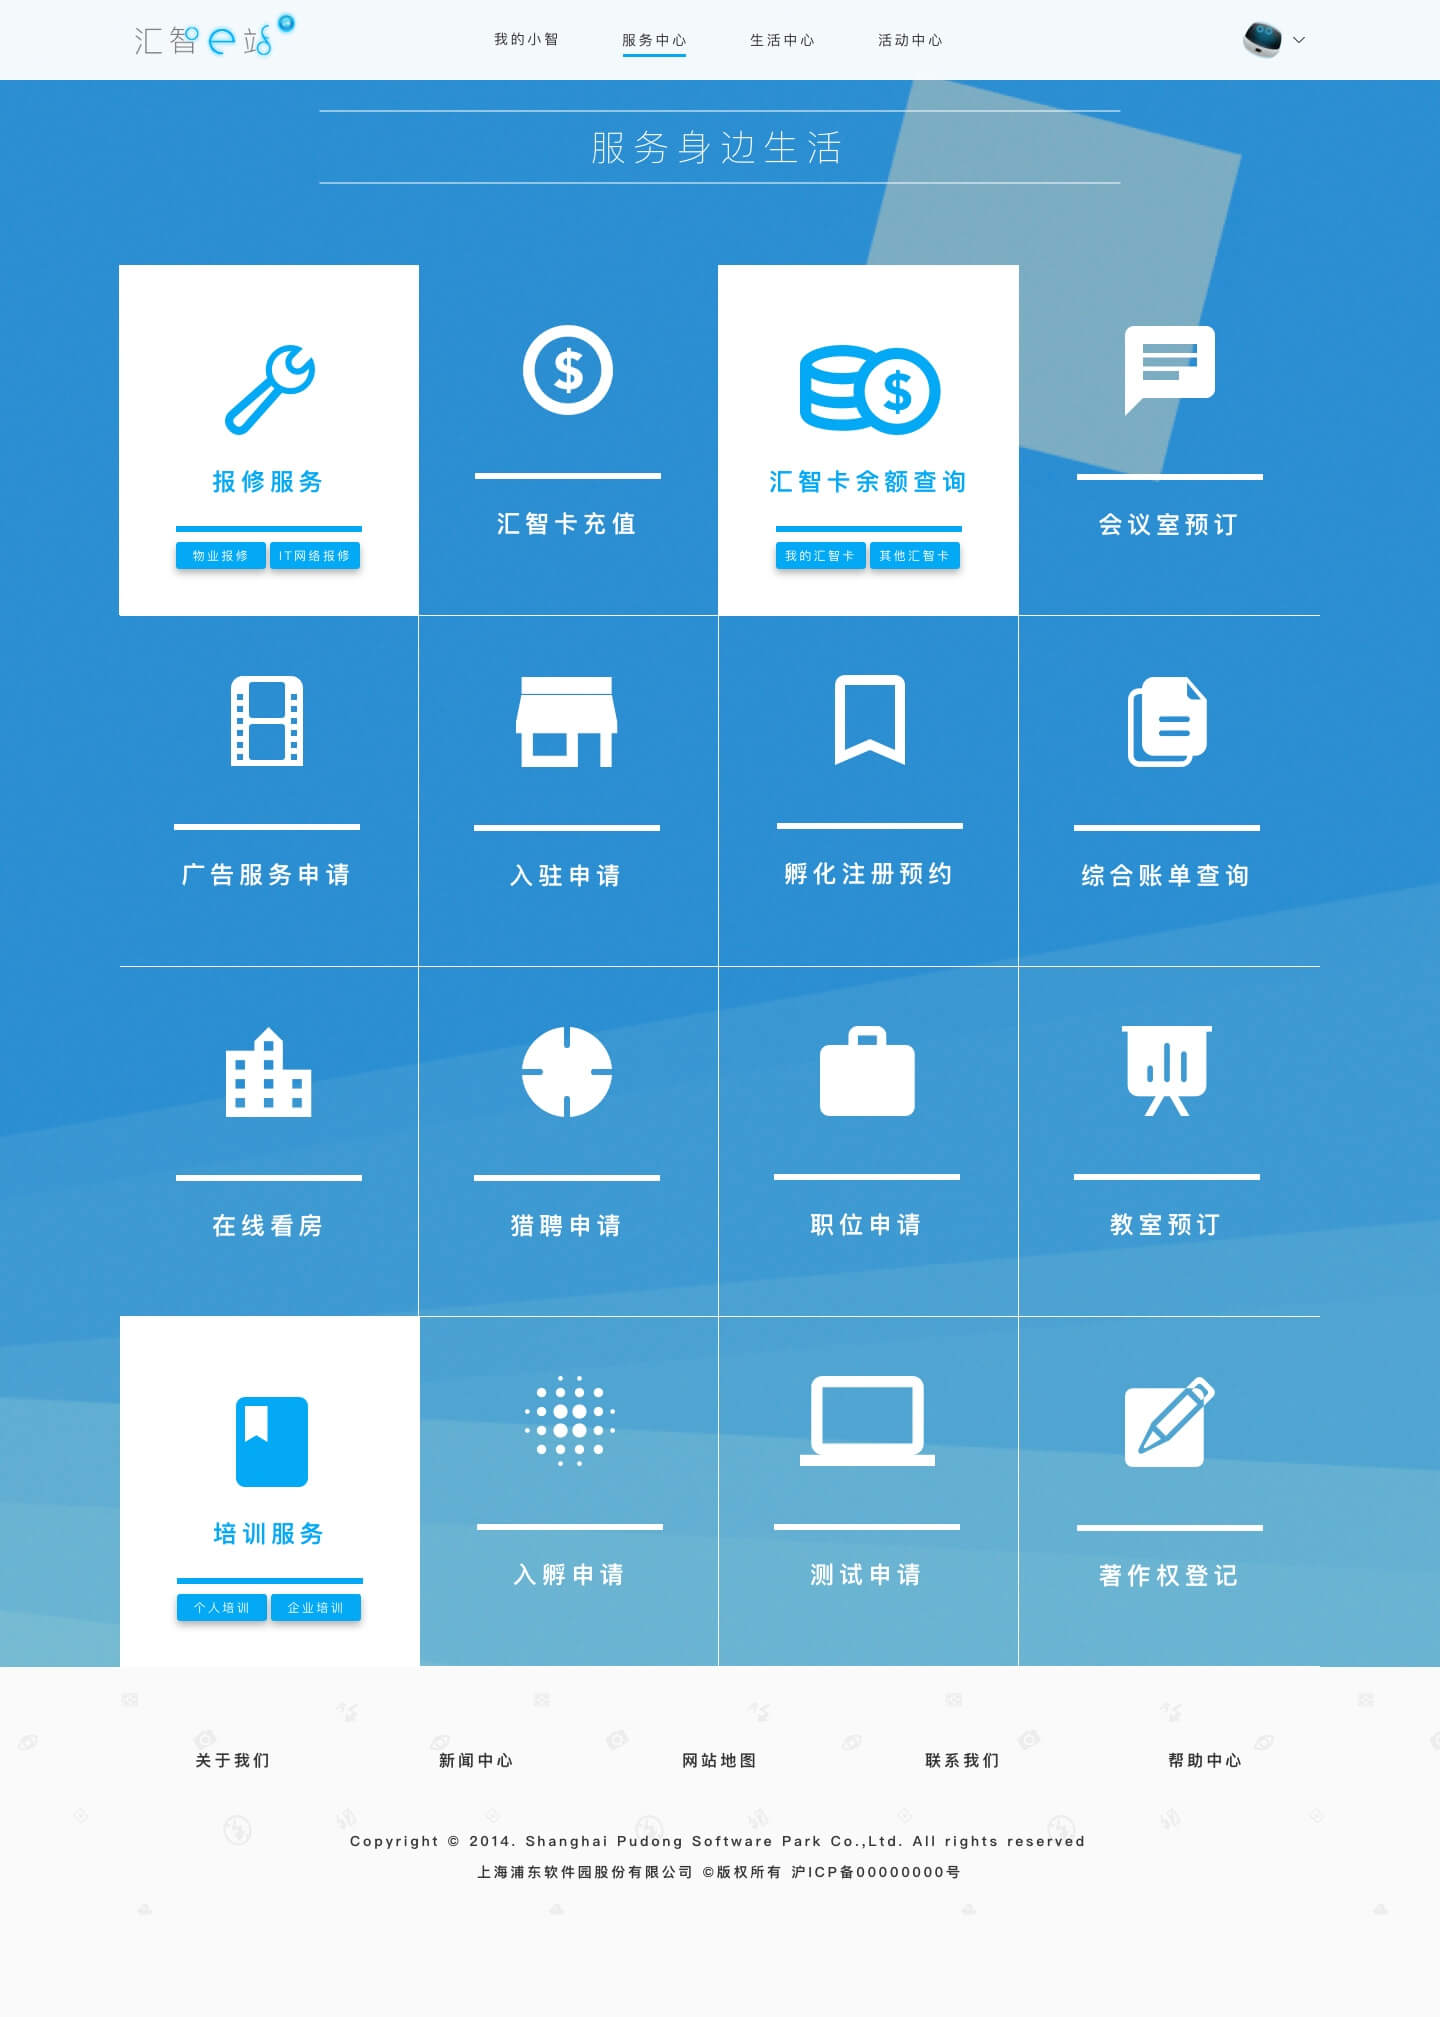 汇智e站
我的小智 服务中心 生活中心 活动中心
服务身边生活
报修服务
物业报修 IT网络报修
汇智卡充值
汇智卡余额查询
我的汇智卡 其他汇智卡
会议室预订
广告服务申请
入驻申请
孵化注册预约
综合账单查询
在线看房
猎聘申请
职位申请
教室预订
培训服务
个人培训 企业培训
入孵申请
测试申请
著作权登记
关于我们 新闻中心 网站地图 联系我们 帮助中心
Copyright © 2014. Shanghai Pudong Software Park Co.,Ltd. All rights reserved
上海浦东软件园股份有限公司 ©版权所有 沪ICP备00000000号